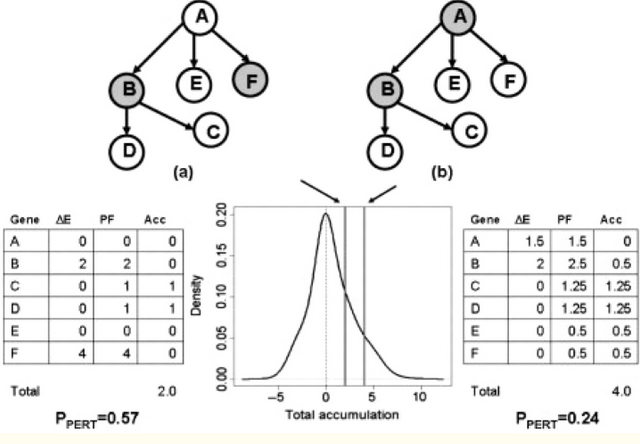 A
A
B
E
F
B
E
F
D
C
D
C
(a)
(b)
Gene ΔE PF Acc
A 0 0 0
B 2 2 0
C 0 1 1
D 0 1 1
E 0 0 0
F 4 4 0
Total 2.0
PPERT=0.57
Density
0.00 0.05 0.10 0.15 0.20
−5 0 5 10
Total accumulation
Gene ΔE PF Acc
A 1.5 1.5 0
B 2 2.5 0.5
C 0 1.25 1.25
D 0 1.25 1.25
E 0 0.5 0.5
F 0 0.5 0.5
Total 4.0
PPERT=0.24